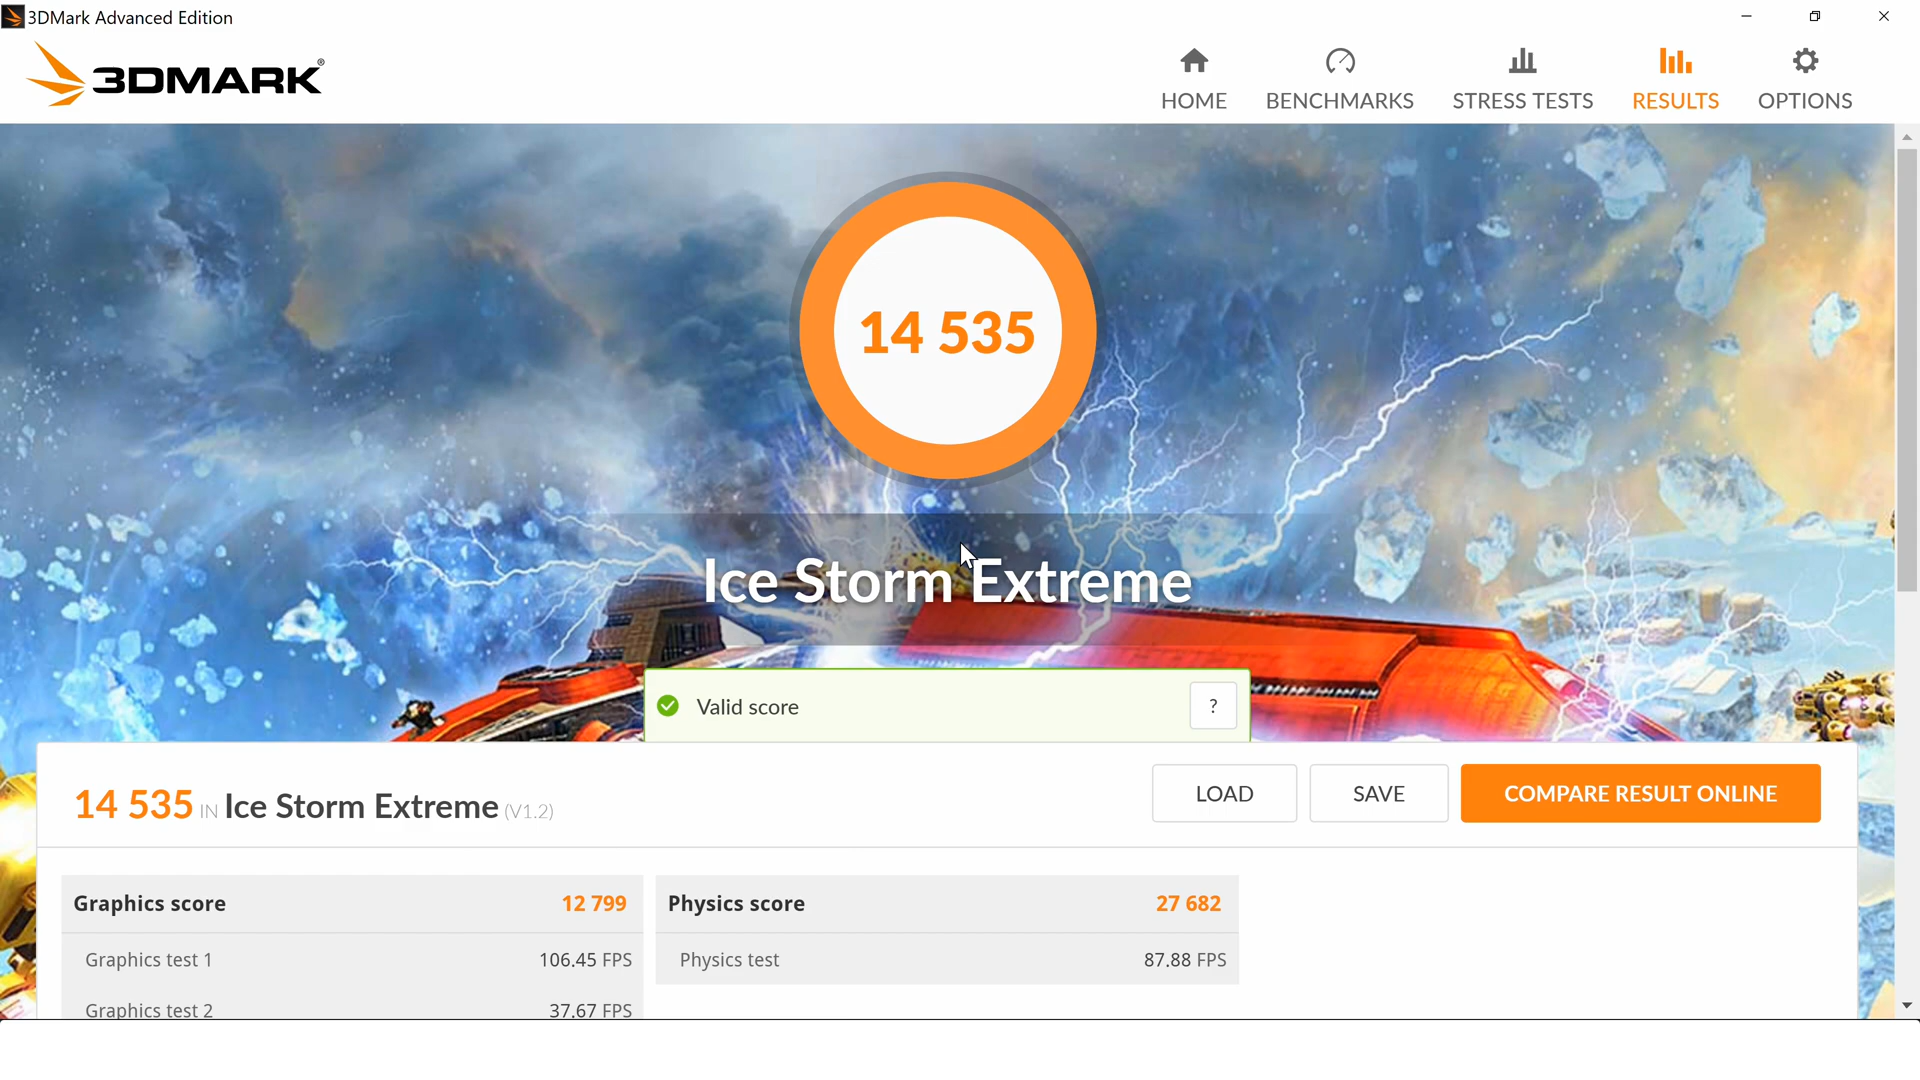 3DMark Advanced Edition
3DMARK®
HOME
BENCHMARKS
STRESS TESTS
RESULTS
OPTIONS
14 535
Ice Storm Extreme
Valid score
?
14 535 IN Ice Storm Extreme (V1.2)
LOAD
SAVE
COMPARE RESULT ONLINE
Graphics score 12 799
Physics score 27 682
Graphics test 1 106.45 FPS
Physics test 87.88 FPS
Graphics test 2 37.67 FPS